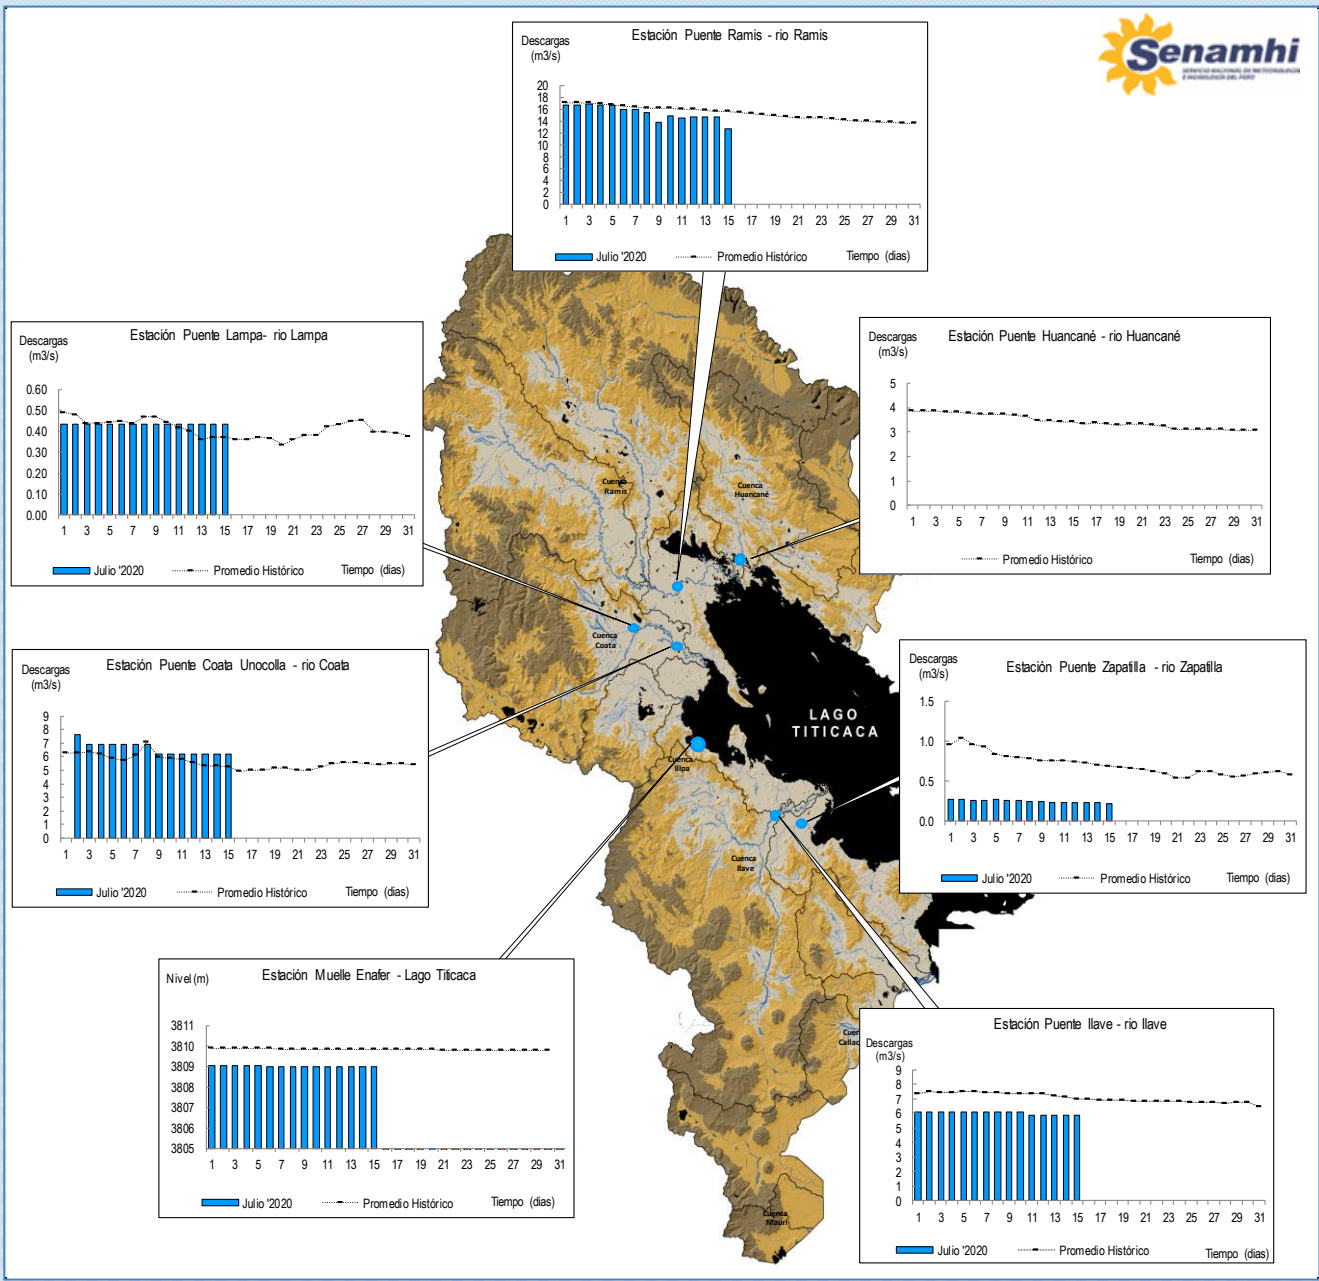 Senamhi
SERVICIO NACIONAL DE METEOROLOGÍA
E HIDROLOGÍA DEL PERÚ
Estación Puente Ramis - rio Ramis
Descargas
(m3/s)
20
18
16
14
12
10
8
6
4
2
0
1 3 5 7 9 11 13 15 17 19 21 23 25 27 29 31
Julio '2020 Promedio Histórico Tiempo (dias)
Estación Puente Lampa- rio Lampa
Descargas
(m3/s)
0.60
0.50
0.40
0.30
0.20
0.10
0.00
1 3 5 7 9 11 13 15 17 19 21 23 25 27 29 31
Julio '2020 Promedio Histórico Tiempo (dias)
Estación Puente Huancané - rio Huancané
Descargas
(m3/s)
5
4
3
2
1
0
1 3 5 7 9 11 13 15 17 19 21 23 25 27 29 31
Promedio Histórico
Cuenca
Ramis
Cuenca
Huancané
Cuenca
Coata
LAGO
TITICACA
Cuenca
Illpa
Cuenca
Ilave
Cuenca
Mauri
Estación Puente Coata Unocolla - rio Coata
Descargas
(m3/s)
9
8
7
6
5
4
3
2
1
0
1 3 5 7 9 11 13 15 17 19 21 23 25 27 29 31
Julio '2020 Promedio Histórico Tiempo (dias)
Estación Puente Zapatilla - rio Zapatilla
Descargas
(m3/s)
1.5
1.0
0.5
0.0
1 3 5 7 9 11 13 15 17 19 21 23 25 27 29 31
Julio '2020 Promedio Histórico Tiempo (dias)
Estación Muelle Enafer - Lago Titicaca
Nivel (m)
3811
3810
3809
3808
3807
3806
3805
1 3 5 7 9 11 13 15 17 19 21 23 25 27 29 31
Julio '2020 Promedio Histórico Tiempo (dias)
Cuen
Callac
Estación Puente Ilave - rio Ilave
Descargas
(m3/s)
9
8
7
6
5
4
3
2
1
0
1 3 5 7 9 11 13 15 17 19 21 23 25 27 29 31
Julio '2020 Promedio Histórico Tiempo (dias)